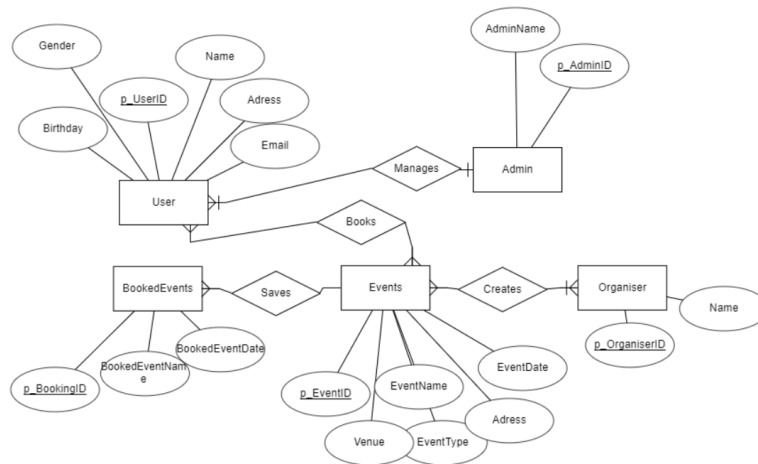 AdminName
Gender
Name
p_AdminID
p_UserID
Adress
Birthday
Email
Manages
Admin
User
Books
BookedEvents
Saves
Events
Creates
Organiser
Name
BookedEventDate
p_OrganiserID
BookedEventNam
e
EventDate
p_BookingID
p_EventID
EventName
Adress
Venue
EventType